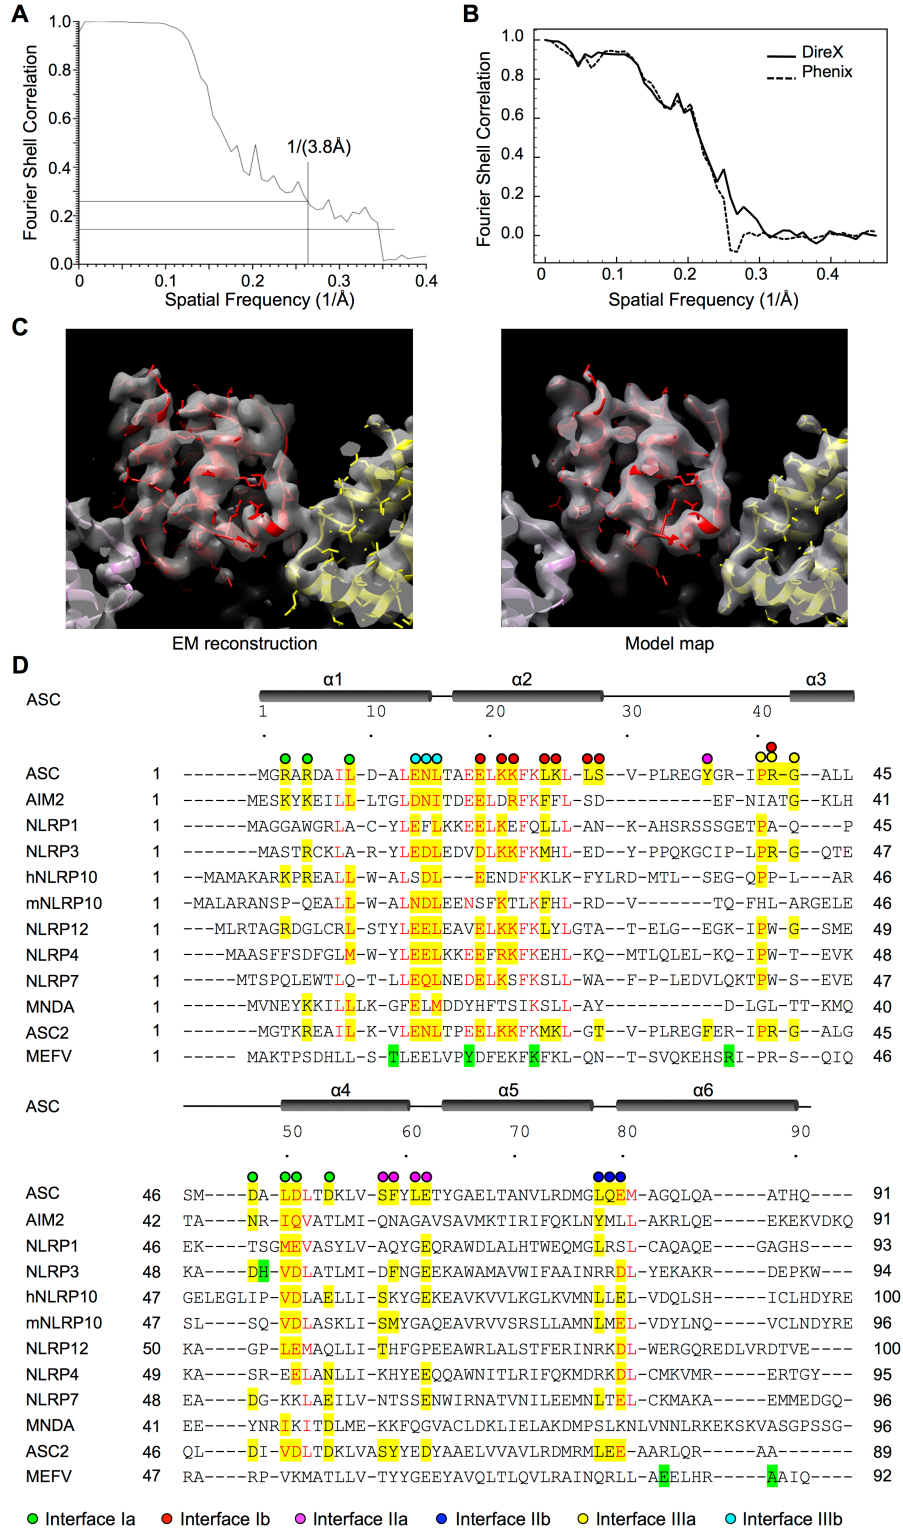 A
1.0
0.8
0.6
0.4
0.2
0.0
Fourier Shell Correlation
1/(3.8Å)
0 0.1 0.2 0.3 0.4
Spatial Frequency (1/Å)
B
1.0
0.8
0.6
0.4
0.2
0.0
Fourier Shell Correlation
DireX
Phenix
0 0.1 0.2 0.3 0.4
Spatial Frequency (1/Å)
C
EM reconstruction
Model map
D
α1 α2 α3
ASC
1 10 20 30 40
ASC 1 ------MGRARDAIL-D-ALENLTAEELKKFKLKL-LS--V-PLREGYGR-IPR-G--ALL 45
AIM2 1 ------MESKYKEILL-LTGLDNITDEELDRFKFFL-SD----------EF-NIATG--KLH 41
NLRP1 1 ------MAGGAWGRLA-C-YLEFLKKEELKEFQLLL-AN--K-AHSRSSSGETPA-Q----P 45
NLRP3 1 -------MASTRCKLA-R-YLEDLEDVDLKKFKMHL-ED--Y-PPQKGCIP-LPR-G--QTE 47
hNLRP10 1 --MAMAKARKPREALL-W-ALSDL---EENDFKKLK-FYLRD-MTL--SEG-QPP-L---AR 46
mNLRP10 1 -MALARANSP-QEALL-W-ALNDLEENSFKTLKFHL-RD--V-------TQ-FHL-ARGELE 46
NLRP12 1 ---MLRTAGRDGLCRL-STYLEELEAVELKKFKLYLGTA----ELG--EGK-IPW-G--SME 49
NLRP4 1 --MAASFFSDFGLM-W-YLEELKKEEFRKFKEHL-KQ--MTLQLEL-KQ-IPW-T---EVK 48
NLRP7 1 ----MTSPQLEWTLQ-T-LLEQLNEDELKSFKSLL-WA--F-P-LEDVLQKTPW-S---EVE 47
MNDA 1 -----MVNEYKKILLLK-GFELMDDYHFTSIKSLL-AY----------D-LGL-TT-KMQ 40
ASC2 1 ------MGTKREAIL-K-VLENLTPEELKKFKMKL-GT--V-PLREGFER-IPR-G--ALG 45
MEFV 1 ----- MAKTPSDHLL-S-TLEELVPYDFEKFKFKL-QN--T-SVQKEHSRI-PR-S--QIQ 46
α4 α5 α6
ASC
50 60 70 80 90
ASC 46 SM----DA-LDLTDKLV-SFYLETYGAELTANVLRDMGLQEM-AGQLQA----ATHQ--- 91
AIM2 42 TA----NR-IQVATLMI-QNAGAVSAVMKTIRIFQKLNYMLL-AKRLQE----EKEKVDKQ 91
NLRP1 46 EK----TSGMEVASYLV-AQYGEQRAWDLALHTWEQMGLRSL-CAQAQE----GAGHS--- 93
NLRP3 48 KA----DH-VDLATLMI-DFNGEEKAWAMAVWIFAAINRRDL-YEKAKR----DEPKW--- 94
hNLRP10 47 GELEGLIP-VDLAELLI-SKYGEKEAVKVVLKGLKVMNLLEL-VDQLSH-----ICLHDYRE 100
mNLRP10 47 SL----SQ-VDLASKLI-SMYGAQEAVRVVSRSLLAMNLMEL-VDYLNQ-----VCLNDYRE 96
NLRP12 50 KA----GP-LEMAQLLI-THFGPEEAWRLALSTFERINRKDL-WERGQREDLVRDTVE---- 100
NLRP4 49 KA----SR-EELANLLI-KHYEEQQAWNITLRIFQKMDRKDL-CMKVMR----ERTGY---- 95
NLRP7 48 EA----DG-KKLAEILV-NTSSENWIRNATVNILEEMNLTEL-CKMAKA-----EMMEDGQ 96
MNDA 41 EE----YNRIKITDLME-KKFQGVACLDKLIELAKDMPSLKNLVNNLRKEKSKVASGPSSG- 96
ASC2 46 QL----DI-VDLTDKLVASYYEDYAAELVVAVLRDMRMLEE-AARLQR-----AA------ 89
MEFV 47 RA----RP-VKMATLLV-TYYGEEYAVQLTLQVLRAINQRLL-AEELHR-----AAIQ--- 92
Interface Ia Interface Ib Interface IIa Interface IIb Interface IIIa Interface IIIb